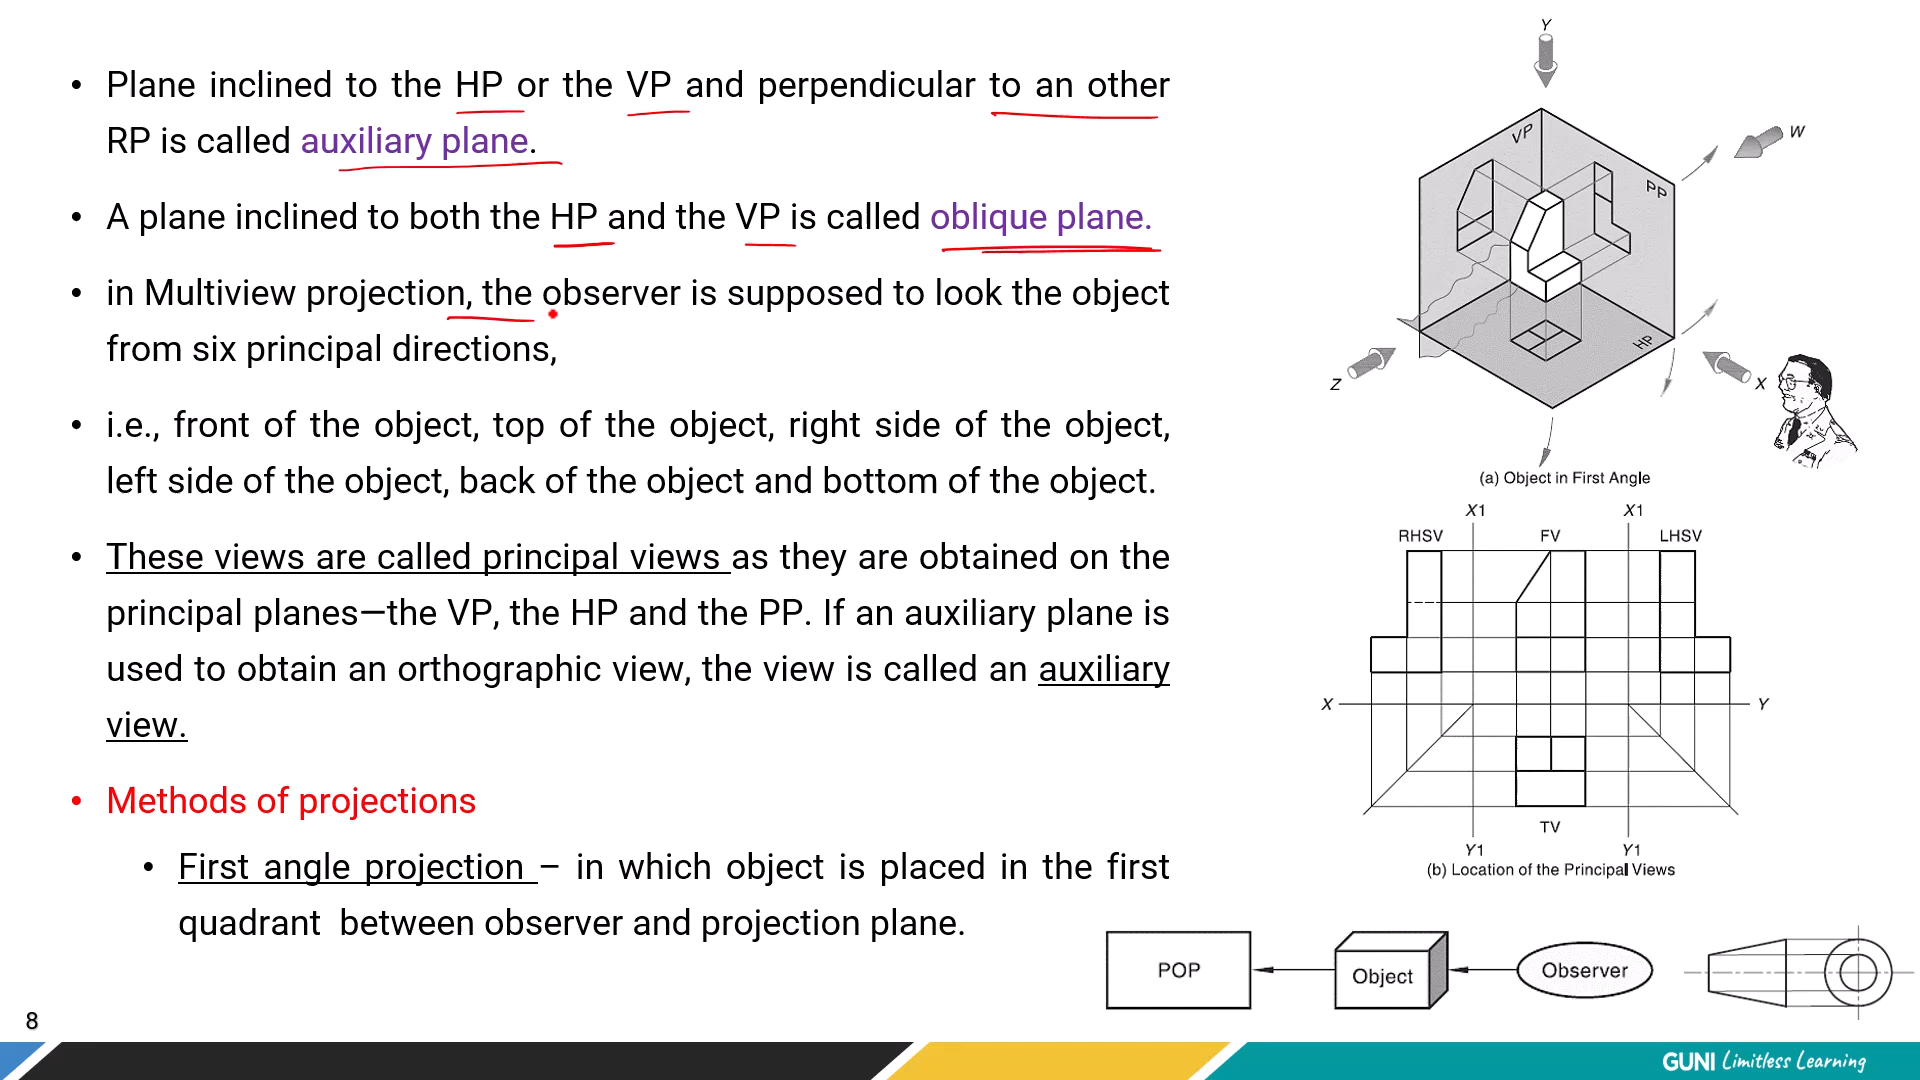 • Plane inclined to the HP or the VP and perpendicular to an other
RP is called auxiliary plane.
• A plane inclined to both the HP and the VP is called oblique plane.
• in Multiview projection, the observer is supposed to look the object
from six principal directions,
• i.e., front of the object, top of the object, right side of the object,
left side of the object, back of the object and bottom of the object.
• These views are called principal views as they are obtained on the
principal planes—the VP, the HP and the PP. If an auxiliary plane is
used to obtain an orthographic view, the view is called an auxiliary
view.
• Methods of projections
• First angle projection – in which object is placed in the first
quadrant between observer and projection plane.
Y
VP
W
PP
HP
Z
X
(a) Object in First Angle
X1 X1
RHSV FV LHSV
X Y
TV
Y1 Y1
(b) Location of the Principal Views
POP Object Observer
8
GUNI Limitless Learning